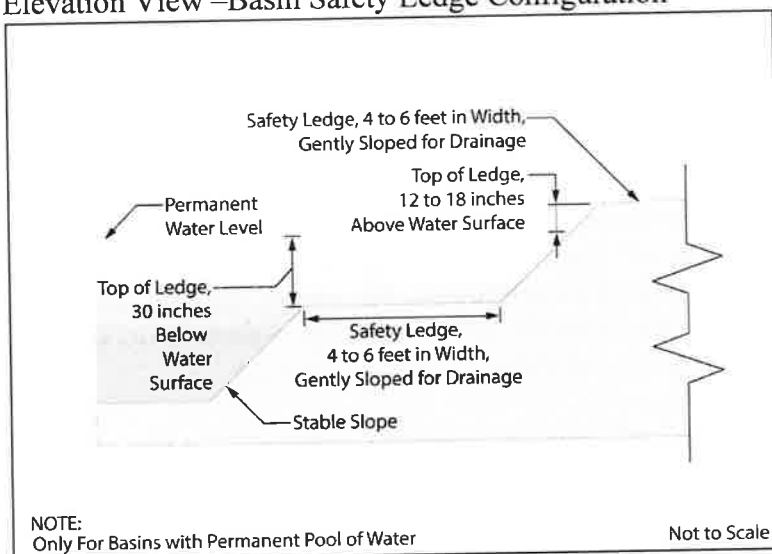 Elevation View –Basin Safety Ledge Configuration
Safety Ledge, 4 to 6 feet in Width,
Gently Sloped for Drainage
Top of Ledge,
12 to 18 inches
Above Water Surface
Permanent
Water Level
Top of Ledge,
30 inches
Below
Water
Surface
Safety Ledge,
4 to 6 feet in Width,
Gently Sloped for Drainage
Stable Slope
NOTE:
Only For Basins with Permanent Pool of Water
Not to Scale